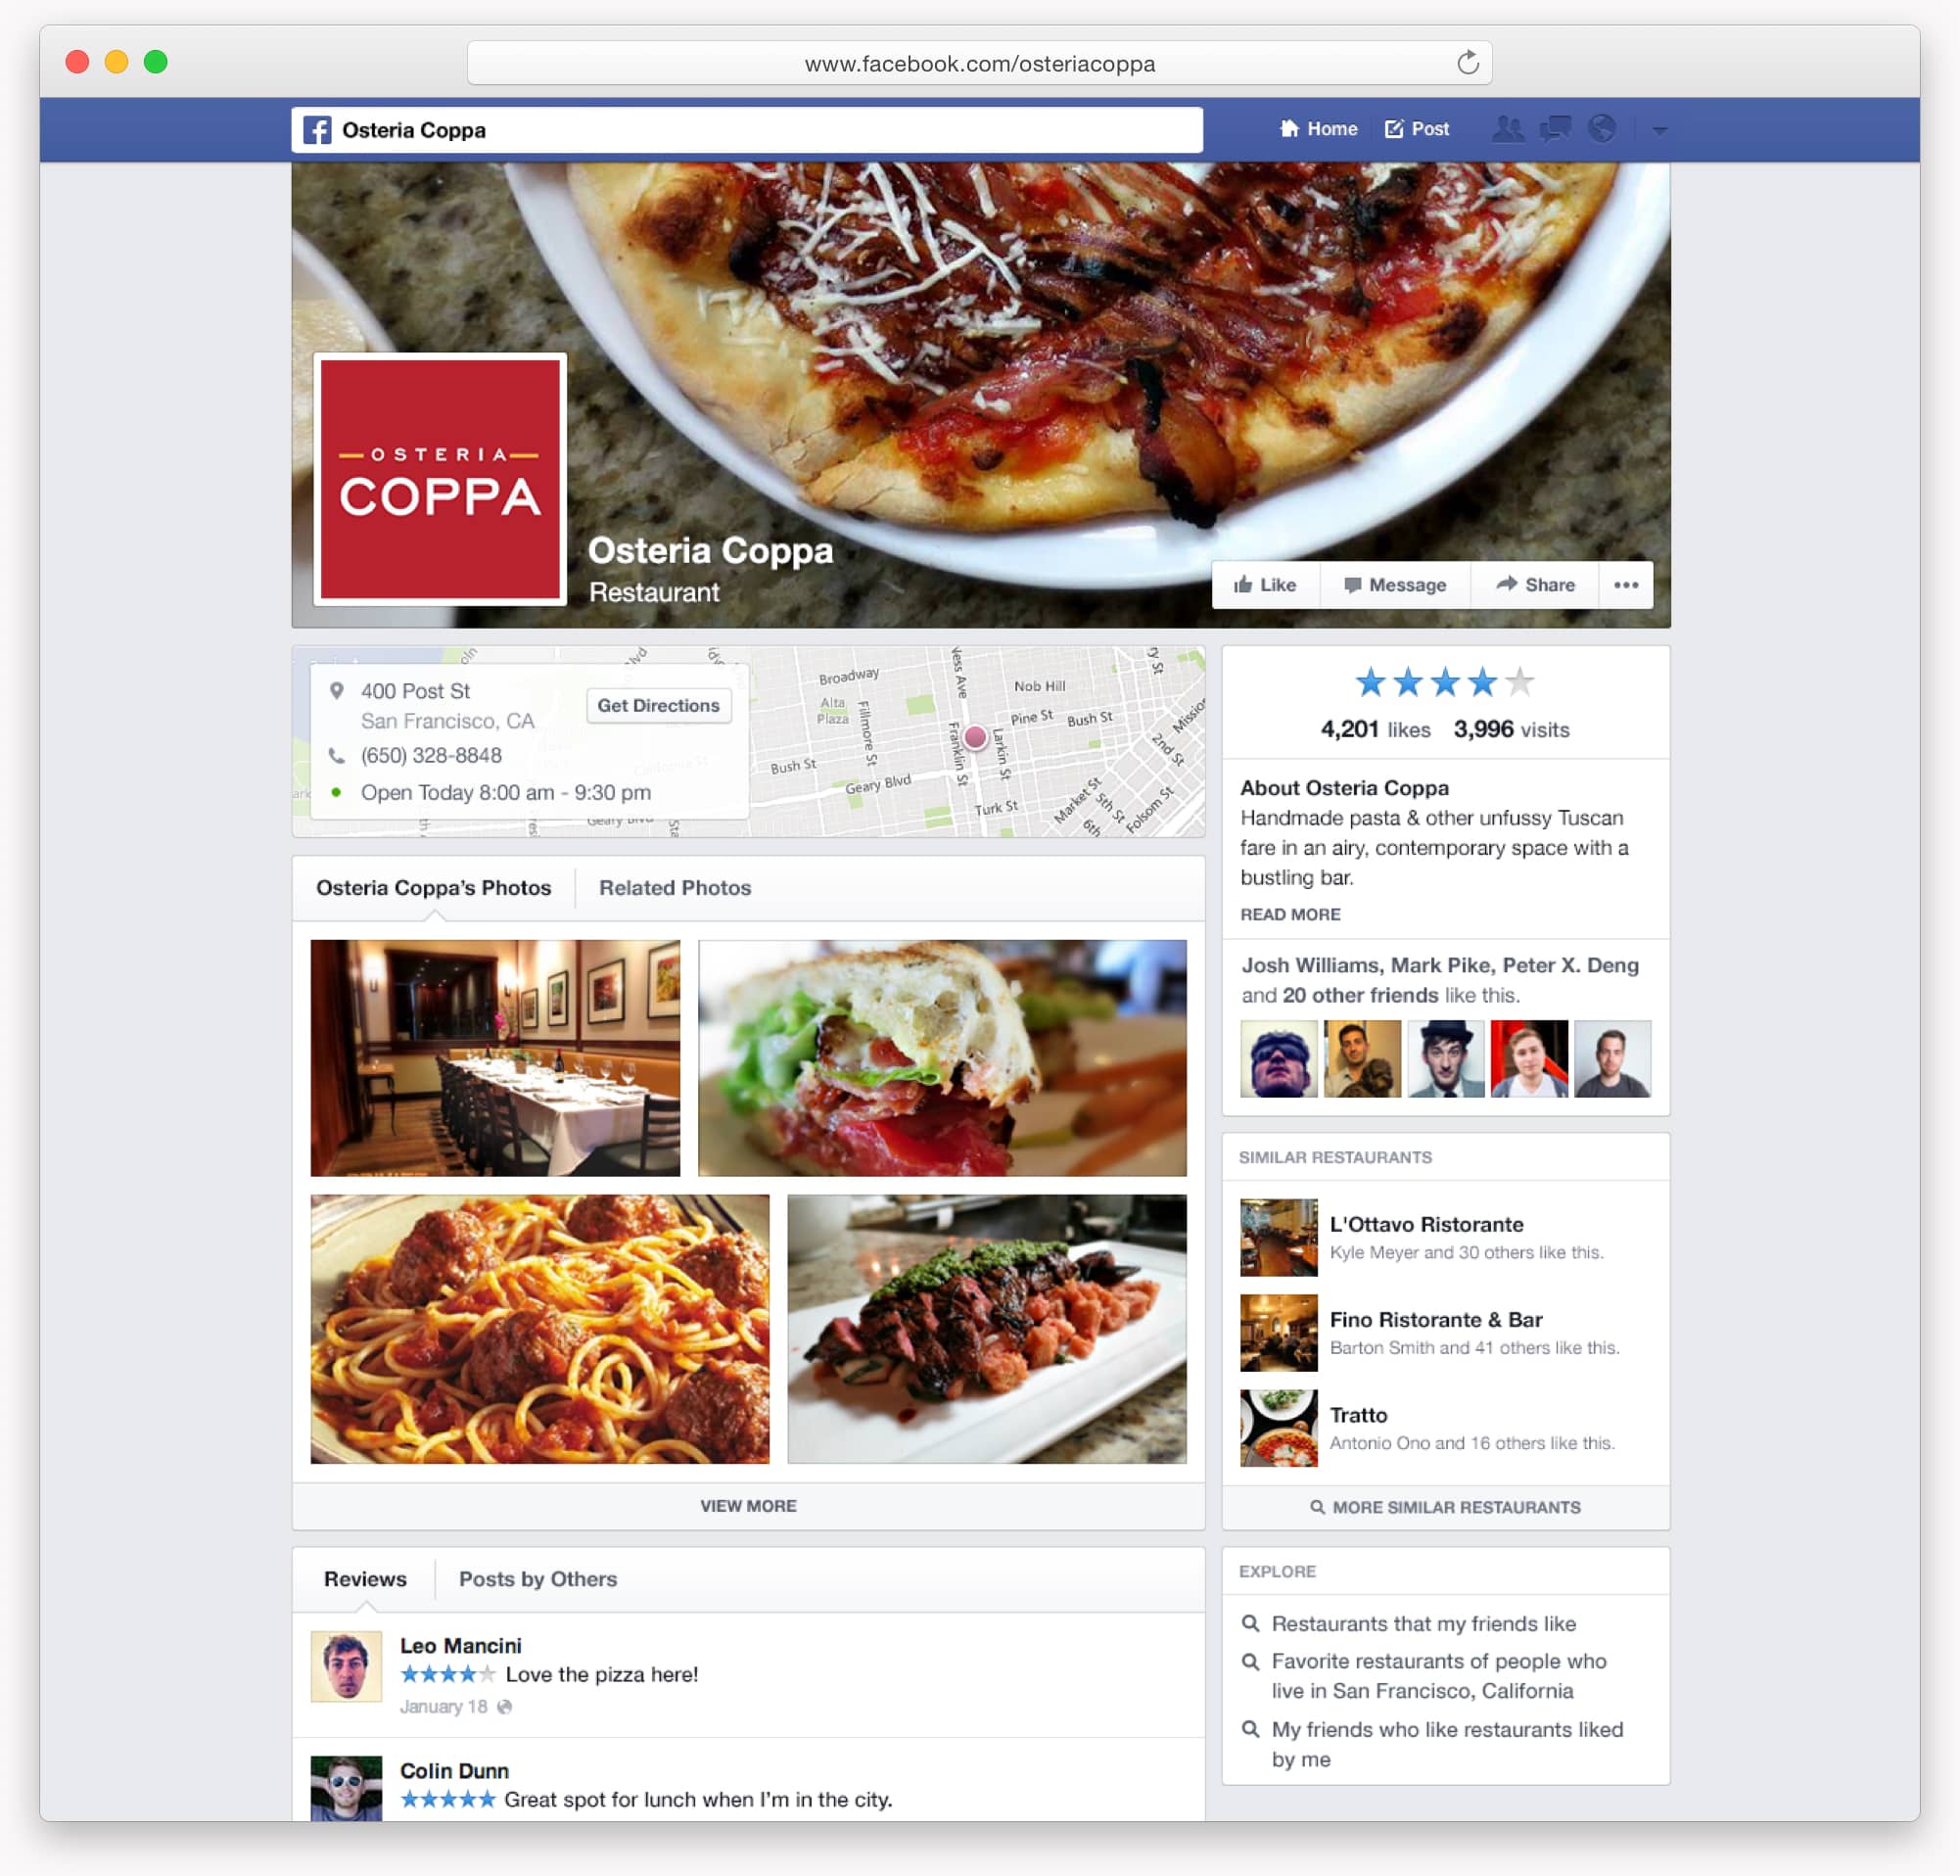 www.facebook.com/osteriacoppa
Osteria Coppa
Home
Post
OSTERIA
COPPA
Osteria Coppa
Restaurant
Like
Message
Share
400 Post St
San Francisco, CA
(650) 328-8848
Open Today 8:00 am - 9:30 pm
Get Directions
Broadway
Alta
Plaza
Fillmore St
Bush St
Geary Blvd
Ness Ave
Franklin St
Nob Hill
Pine St
Bush St
Larkin St
Turk St
Market St
5th St
6th
Folsom St
2nd St
ry St
California St
Geary Blvd
4,201 likes 3,996 visits
About Osteria Coppa
Handmade pasta & other unfussy Tuscan
fare in an airy, contemporary space with a
bustling bar.
READ MORE
Josh Williams, Mark Pike, Peter X. Deng
and 20 other friends like this.
Osteria Coppa’s Photos
Related Photos
VIEW MORE
SIMILAR RESTAURANTS
L'Ottavo Ristorante
Kyle Meyer and 30 others like this.
Fino Ristorante & Bar
Barton Smith and 41 others like this.
Tratto
Antonio Ono and 16 others like this.
MORE SIMILAR RESTAURANTS
Reviews
Posts by Others
Leo Mancini
Love the pizza here!
January 18
Colin Dunn
Great spot for lunch when I’m in the city.
EXPLORE
Restaurants that my friends like
Favorite restaurants of people who
live in San Francisco, California
My friends who like restaurants liked
by me